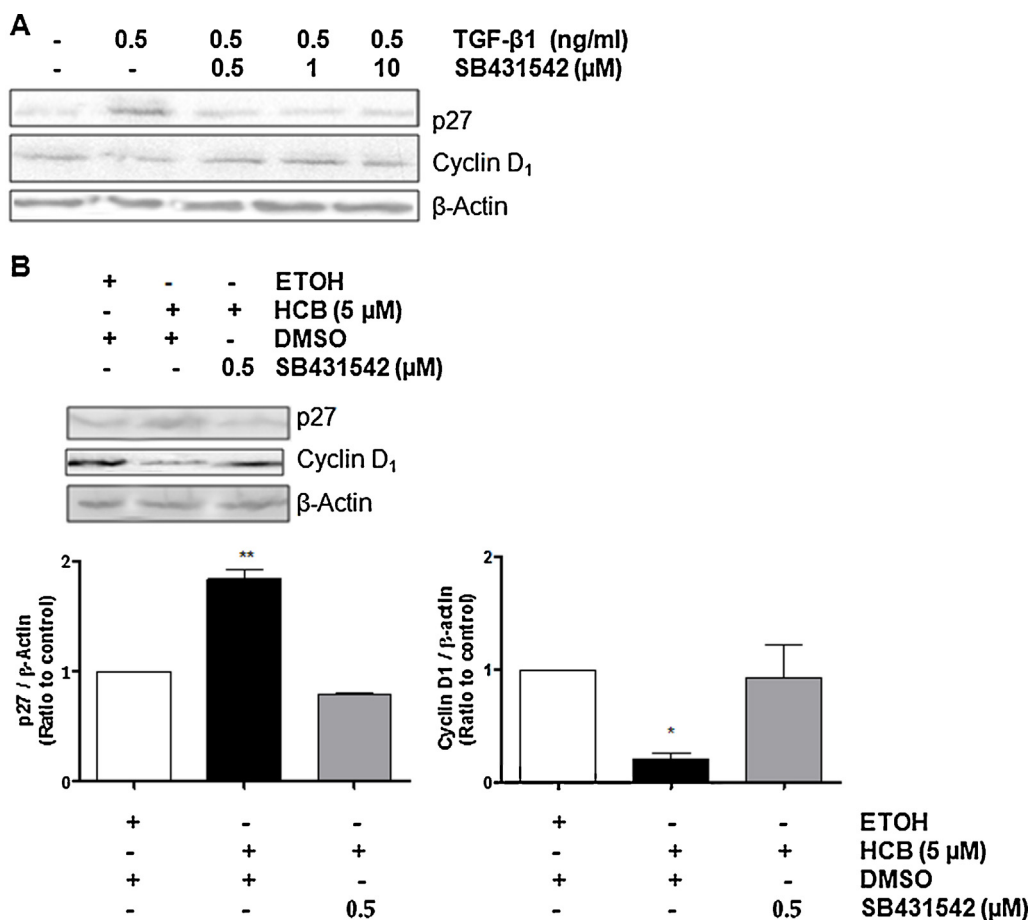 A
- 0.5 0.5 0.5 0.5 TGF-β1 (ng/ml)
- - 0.5 1 10 SB431542 (µM)
p27
Cyclin D1
β-Actin
B
+ - - ETOH
- + + HCB (5 µM)
+ + - DMSO
- - 0.5 SB431542 (µM)
p27
Cyclin D1
β-Actin
p27 / β-Actin
(Ratio to control)
2
1
0
**
Cyclin D1 / β-actin
(Ratio to control)
2
1
0
*
+ - - + - - ETOH
- + + - + + HCB (5 µM)
+ + - + + - DMSO
- - 0.5 - - 0.5 SB431542 (µM)